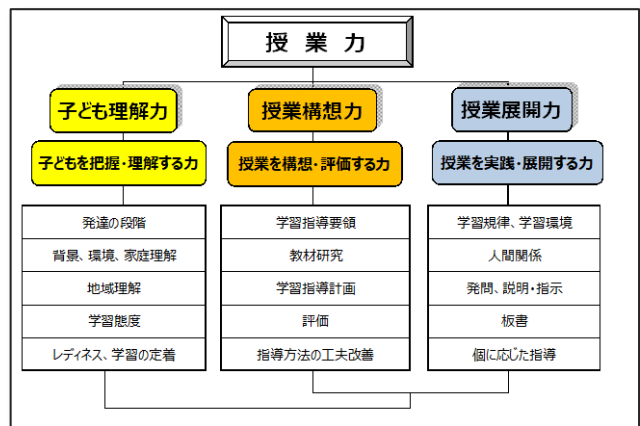 授業力
子ども理解力
子どもを把握・理解する力
発達の段階
背景、環境、家庭理解
地域理解
学習態度
レディネス、学習の定着
授業構想力
授業を構想・評価する力
学習指導要領
教材研究
学習指導計画
評価
指導方法の工夫改善
授業展開力
授業を実践・展開する力
学習規律、学習環境
人間関係
発問、説明・指示
板書
個に応じた指導